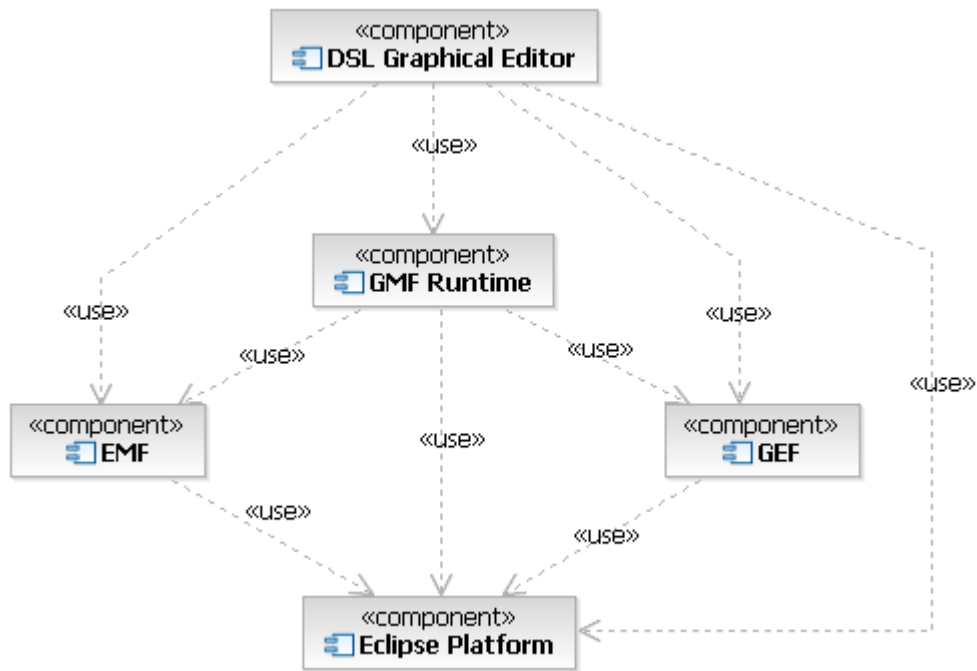 «component»
DSL Graphical Editor
«use»
«component»
GMF Runtime
«use»
«use»
«use»
«use»
«use»
«use»
«component»
EMF
«component»
GEF
«use»
«use»
«use»
«component»
Eclipse Platform